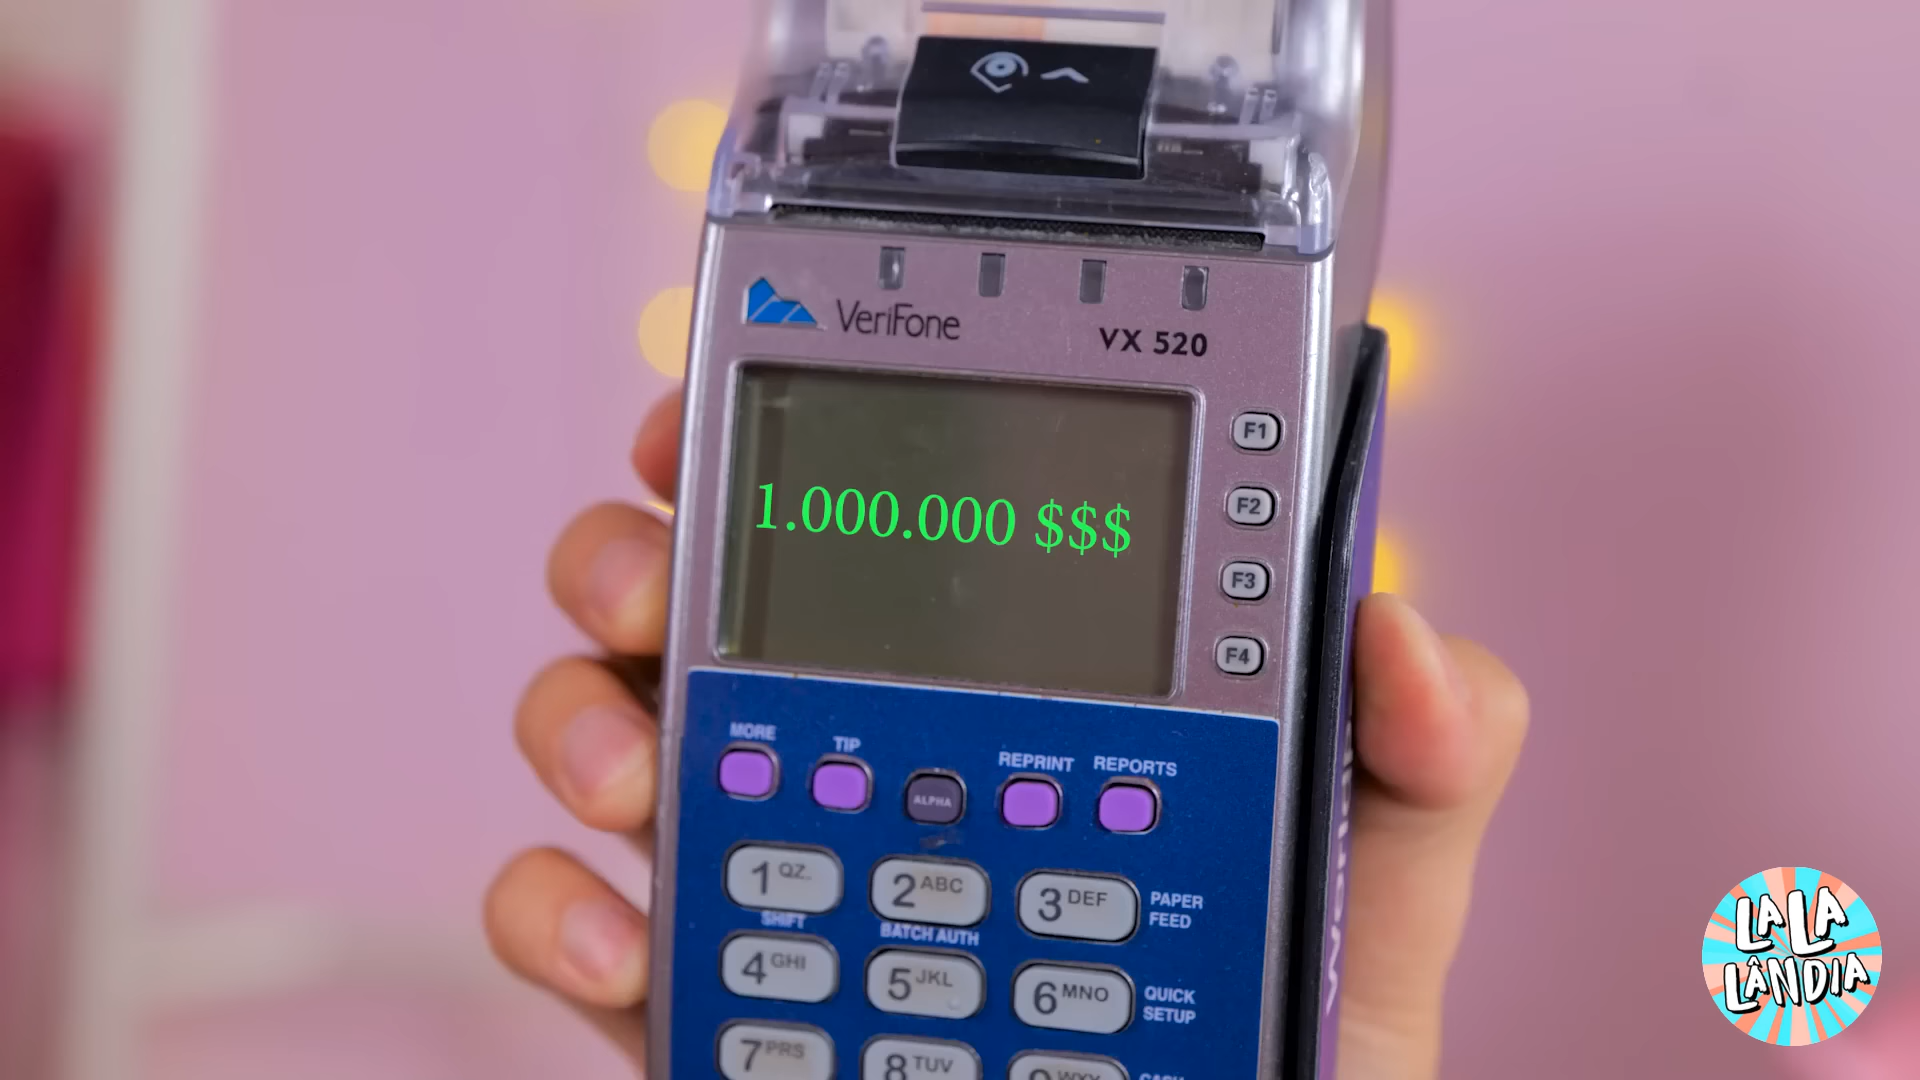 VeriFone
VX 520
F1
1.000.000 $$$
F2
F3
F4
MORE
TIP
ALPHA
REPRINT
REPORTS
1 QZ.
2 ABC
3 DEF
PAPER
FEED
SHIFT
BATCH AUTH
4 GHI
5 JKL
6 MNO
QUICK
SETUP
7 PRS
8 TUV
LA LA
LÂNDIA